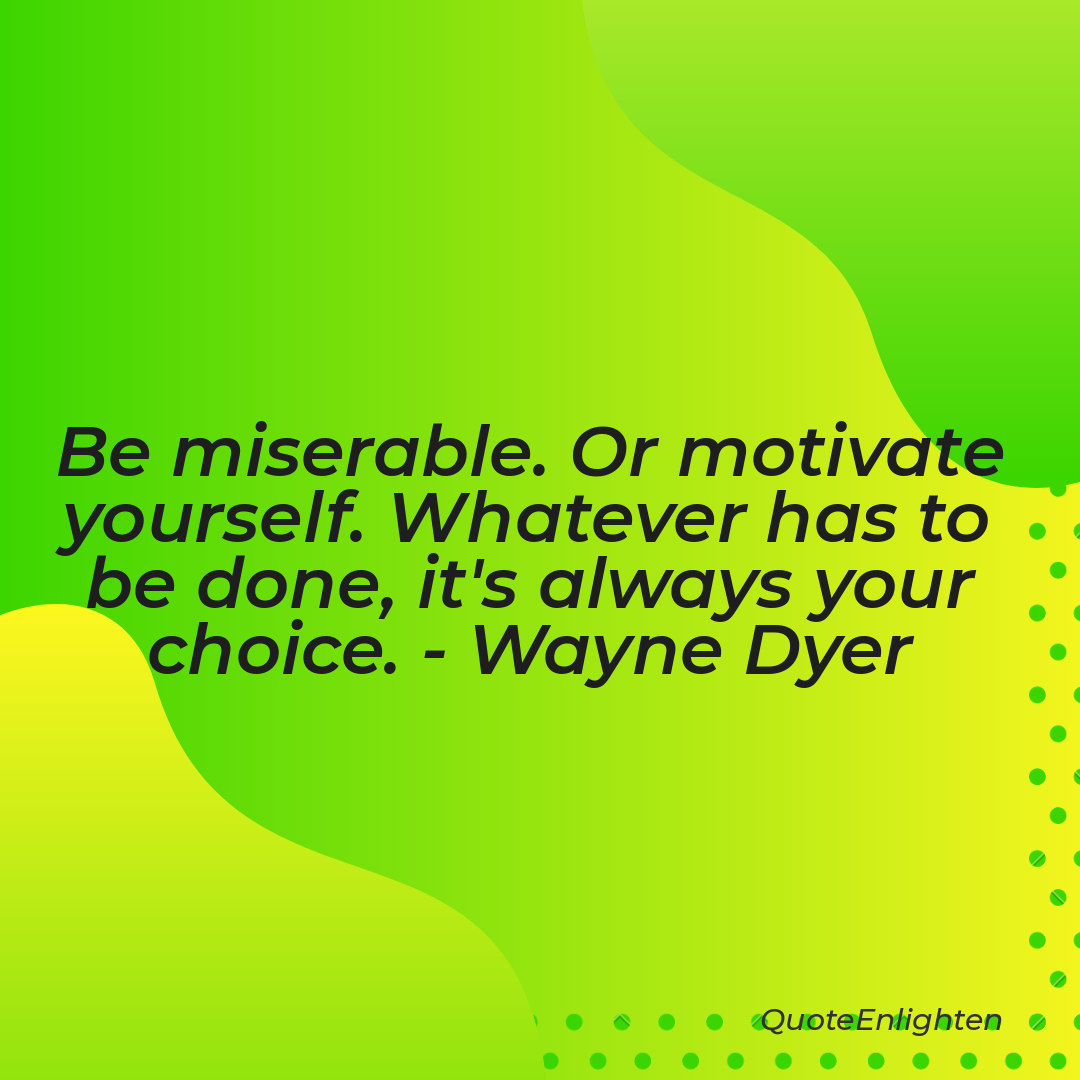 Be miserable. Or motivate
yourself. Whatever has to
be done, it's always your
choice. - Wayne Dyer
QuoteEnlighten